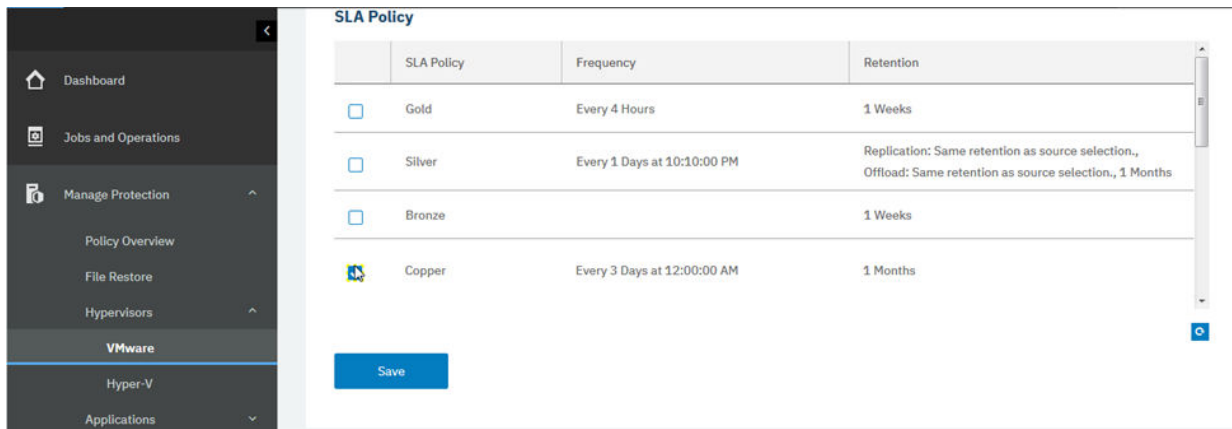 SLA Policy
SLA Policy Frequency Retention
Dashboard
Gold Every 4 Hours 1 Weeks
Jobs and Operations
Silver Every 1 Days at 10:10:00 PM Replication: Same retention as source selection.,
Offload: Same retention as source selection., 1 Months
Manage Protection
Bronze 1 Weeks
Policy Overview
File Restore
Copper Every 3 Days at 12:00:00 AM 1 Months
Hypervisors
VMware
Hyper-V
Save
Applications